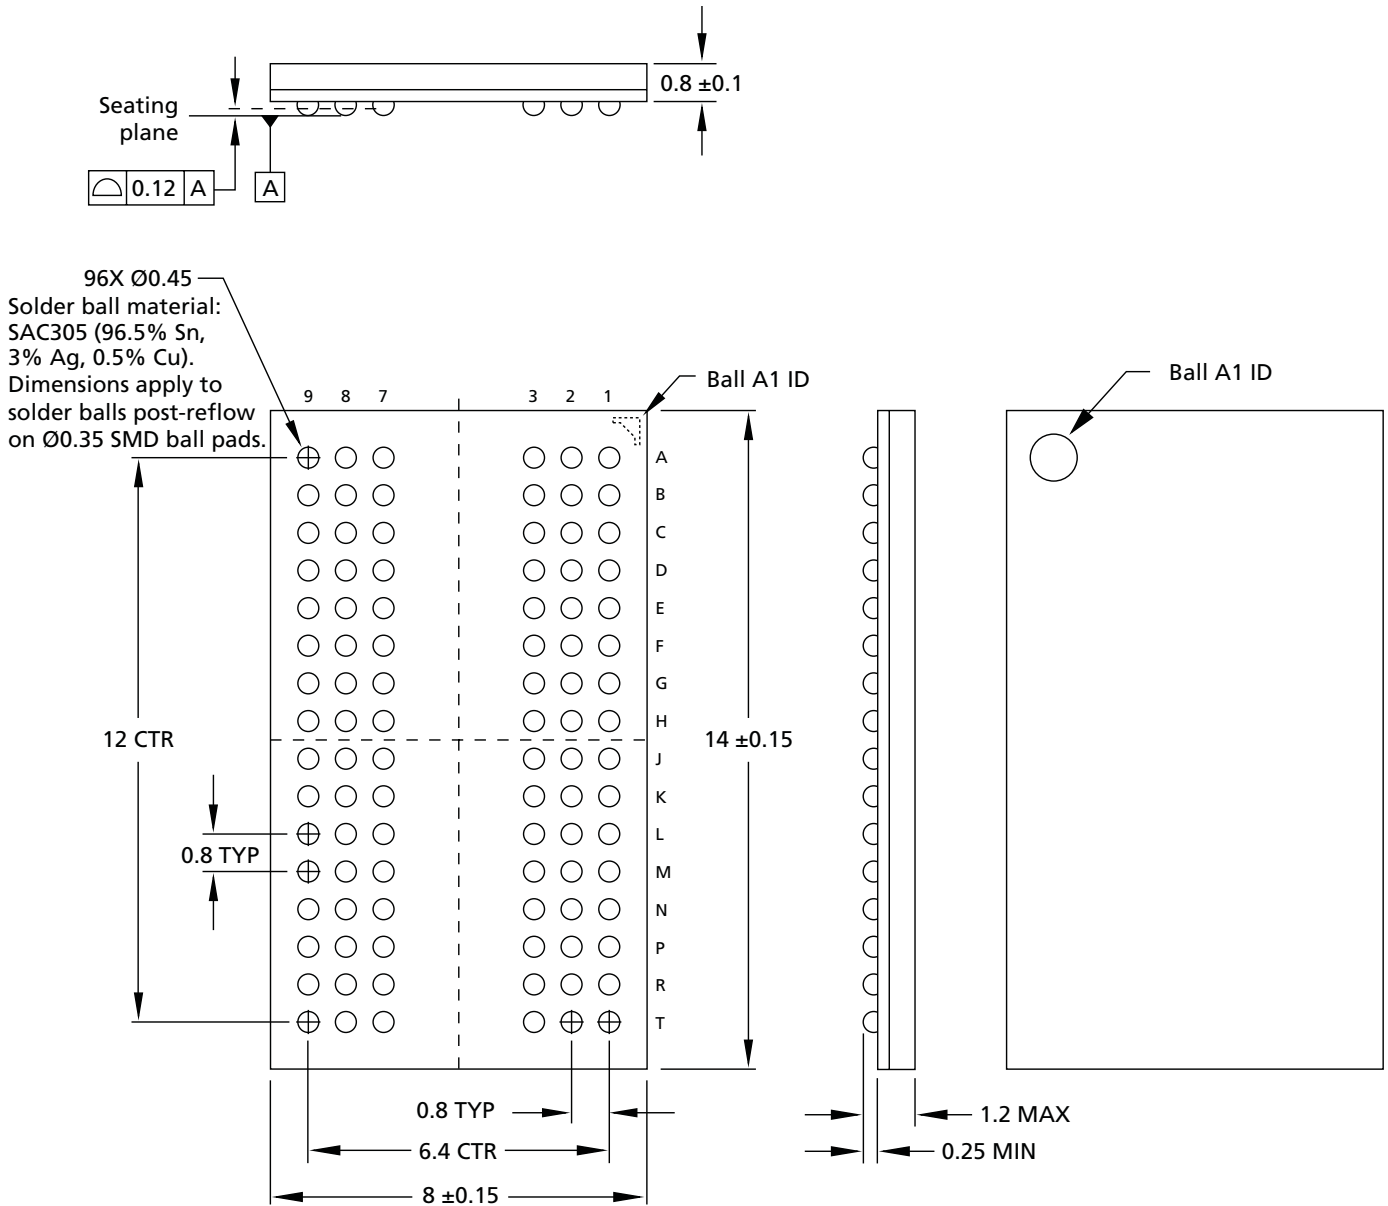 0.8 ±0.1
Seating
plane
0.12 A
A
96X Ø0.45
Solder ball material:
SAC305 (96.5% Sn,
3% Ag, 0.5% Cu).
Dimensions apply to
solder balls post-reflow
on Ø0.35 SMD ball pads.
9 8 7 3 2 1
Ball A1 ID
Ball A1 ID
A
B
C
D
E
F
G
H
J
K
L
M
N
P
R
T
12 CTR
14 ±0.15
0.8 TYP
0.8 TYP
1.2 MAX
6.4 CTR
0.25 MIN
8 ±0.15